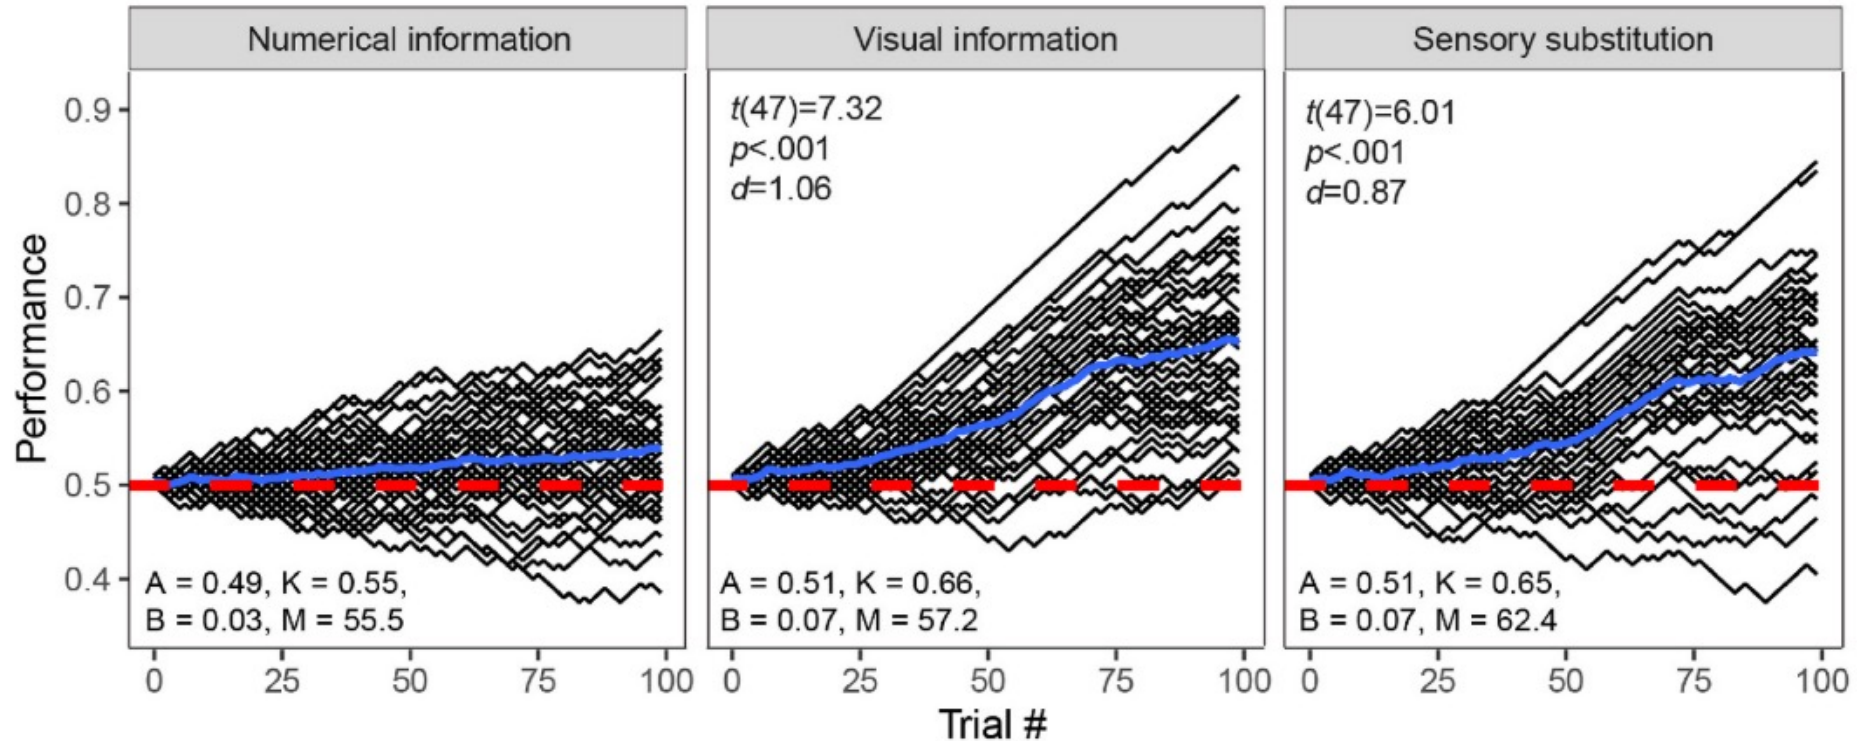 Numerical information
Visual information
Sensory substitution
Performance
0.9
0.8
0.7
0.6
0.5
0.4
A = 0.49, K = 0.55,
B = 0.03, M = 55.5
t(47)=7.32
p<.001
d=1.06
A = 0.51, K = 0.66,
B = 0.07, M = 57.2
t(47)=6.01
p<.001
d=0.87
A = 0.51, K = 0.65,
B = 0.07, M = 62.4
0 25 50 75 100
0 25 50 75 100
0 25 50 75 100
Trial #